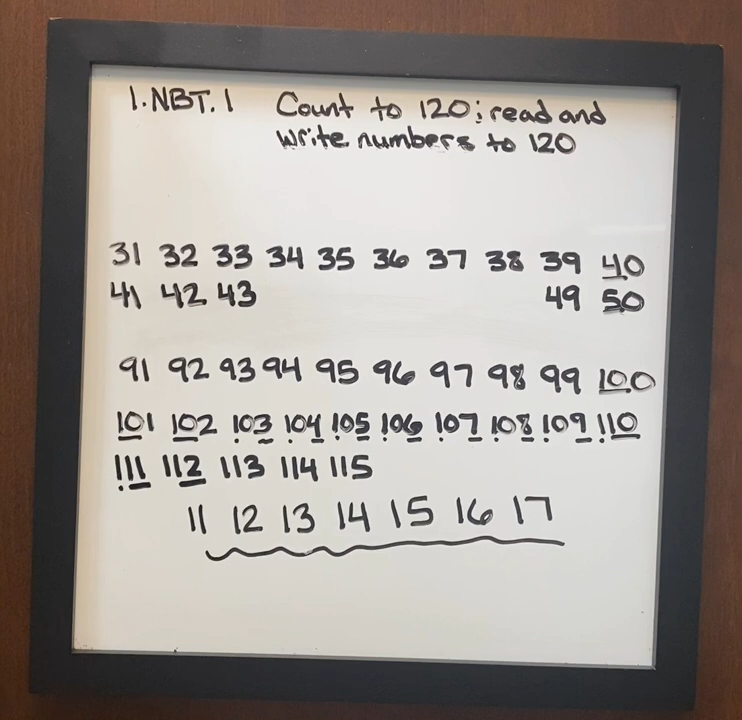 1.NBT.1 Count to 120; read and
write numbers to 120
31 32 33 34 35 36 37 38 39 40
41 42 43 49 50
91 92 93 94 95 96 97 98 99 100
101 102 103 104 105 106 107 108 109 110
111 112 113 114 115
11 12 13 14 15 16 17